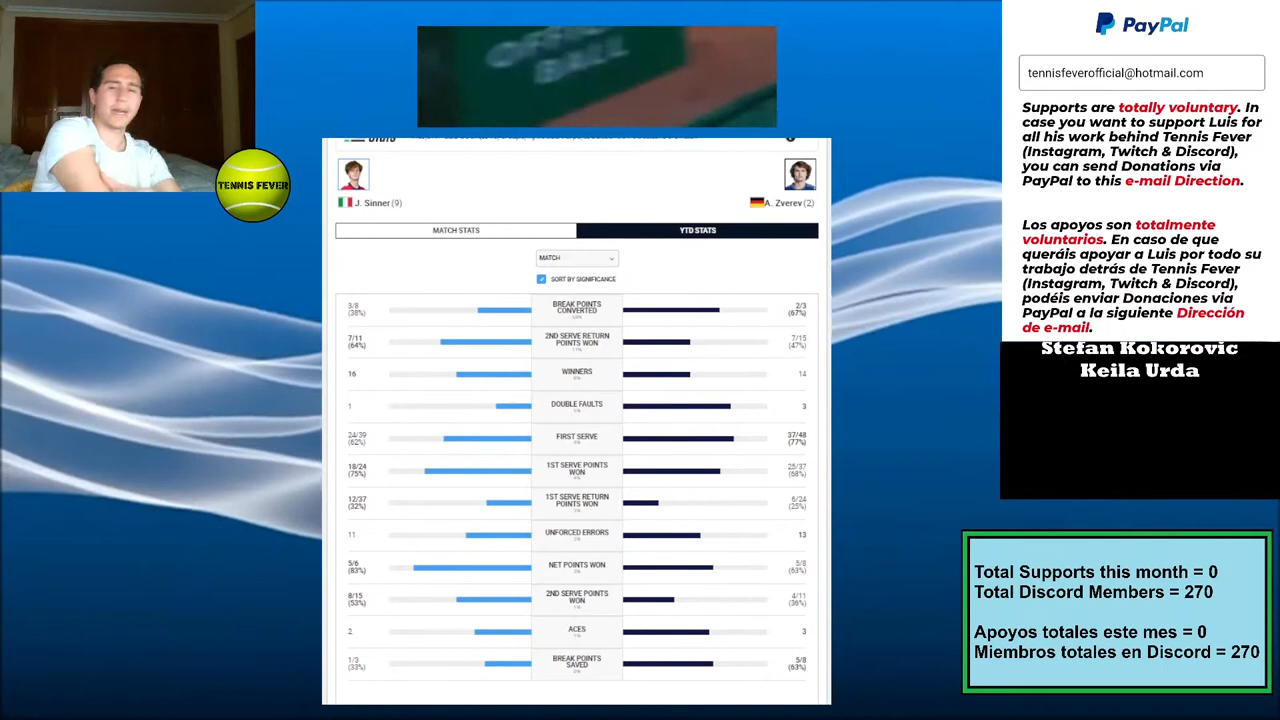 BALL
TENNIS FEVER
J. Sinner (9)
A. Zverev (2)
MATCH STATS
YTD STATS
MATCH
SORT BY SIGNIFICANCE
3/8
(38%)
BREAK POINTS
CONVERTED
2/3
(67%)
7/11
(64%)
2ND SERVE RETURN
POINTS WON
7/15
(47%)
16
WINNERS
14
1
DOUBLE FAULTS
3
24/39
(62%)
FIRST SERVE
37/48
(77%)
18/24
(75%)
1ST SERVE POINTS
WON
25/37
(68%)
12/37
(32%)
1ST SERVE RETURN
POINTS WON
6/24
(25%)
11
UNFORCED ERRORS
13
5/6
(83%)
NET POINTS WON
5/8
(63%)
8/15
(53%)
2ND SERVE POINTS
WON
4/11
(36%)
2
ACES
3
1/3
(33%)
BREAK POINTS
SAVED
5/8
(63%)
PayPal
tennisfeverofficial@hotmail.com
Supports are totally voluntary. In
case you want to support Luis for
all his work behind Tennis Fever
(Instagram, Twitch & Discord),
you can send Donations via
PayPal to this e-mail Direction.
Los apoyos son totalmente
voluntarios. En caso de que
queráis apoyar a Luis por todo su
trabajo detrás de Tennis Fever
(Instagram, Twitch & Discord),
podéis enviar Donaciones via
PayPal a la siguiente Dirección
de e-mail.
Stefan Kokorovic
Keila Urda
Total Supports this month = 0
Total Discord Members = 270
Apoyos totales este mes = 0
Miembros totales en Discord = 270